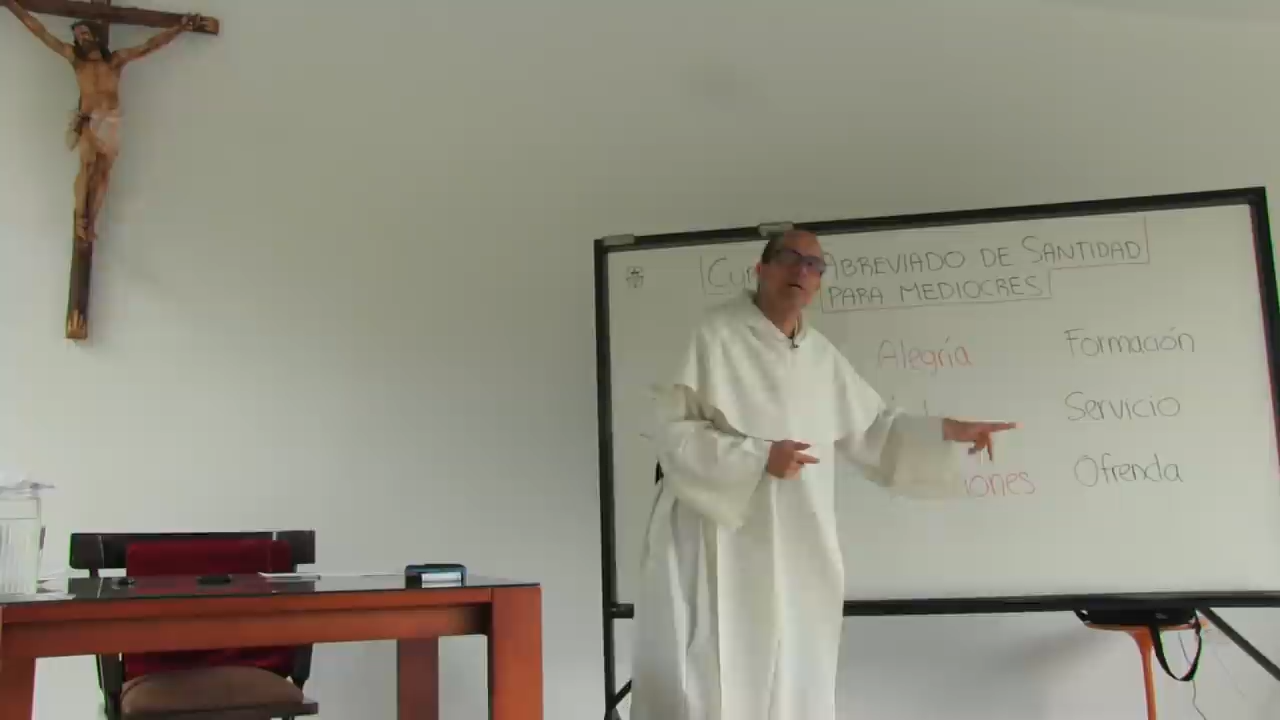 ABREVIADO DE SANTIDAD
PARA MEDIOCRES
Alegría Formación
Servicio
Ofrenda